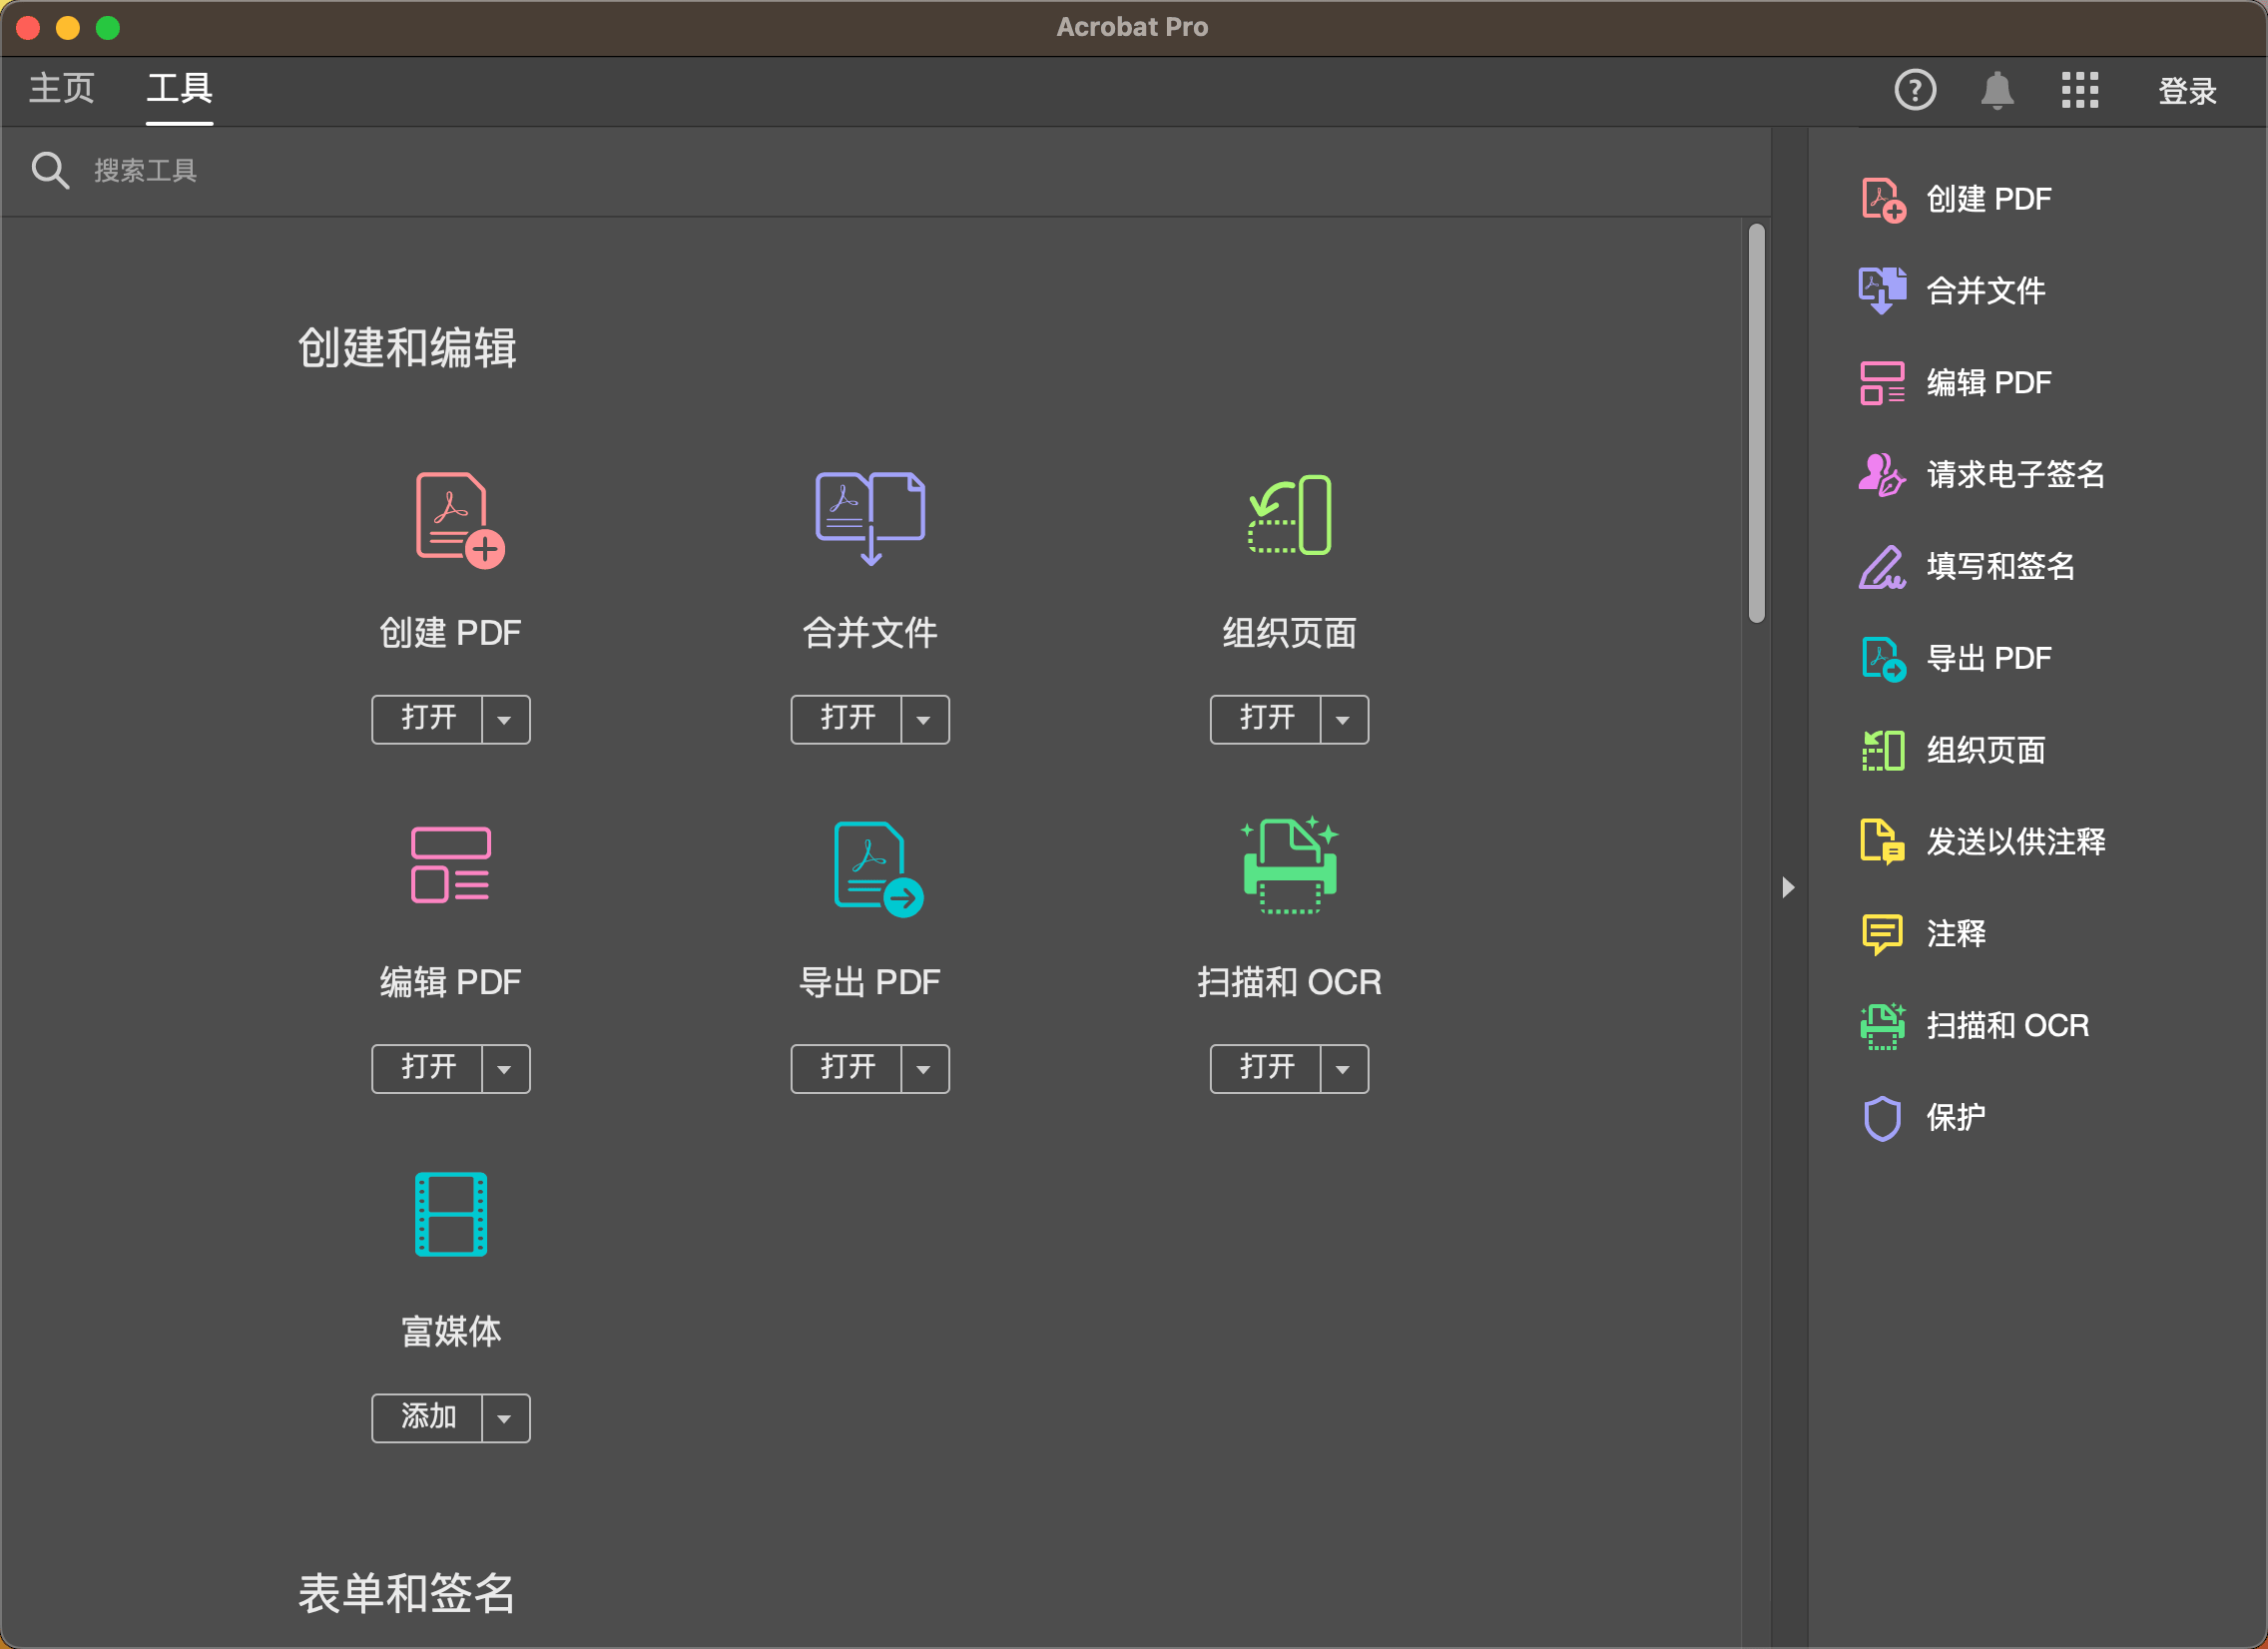 Acrobat Pro
主页 工具 登录
搜索工具
创建和编辑
创建 PDF 合并文件 组织页面
打开 打开 打开
编辑 PDF 导出 PDF 扫描和 OCR
打开 打开 打开
富媒体
添加
表单和签名
创建 PDF
合并文件
编辑 PDF
请求电子签名
填写和签名
导出 PDF
组织页面
发送以供注释
注释
扫描和 OCR
保护